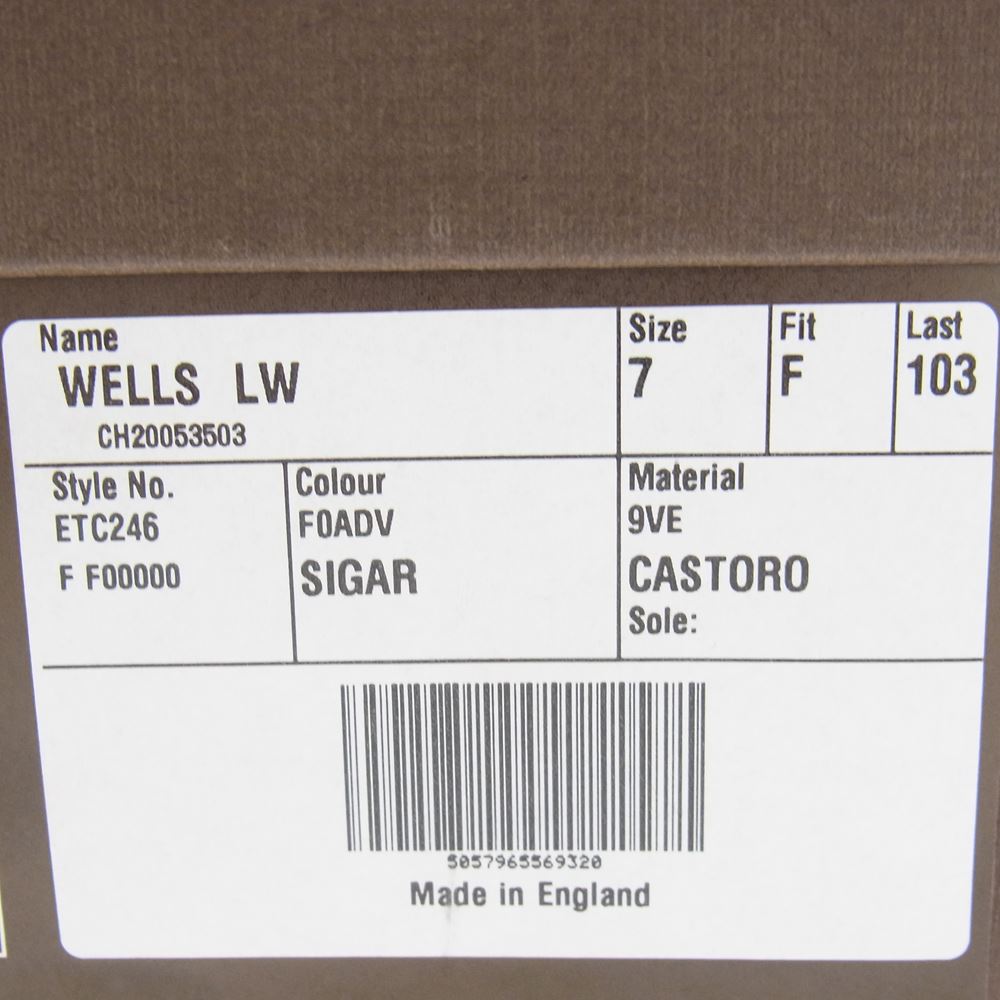 Name
WELLS LW
CH20053503
Size
7
Fit
F
Last
103
Style No.
ETC246
F F00000
Colour
F0ADV
SIGAR
Material
9VE
CASTORO
Sole:
5057965569320
Made in England